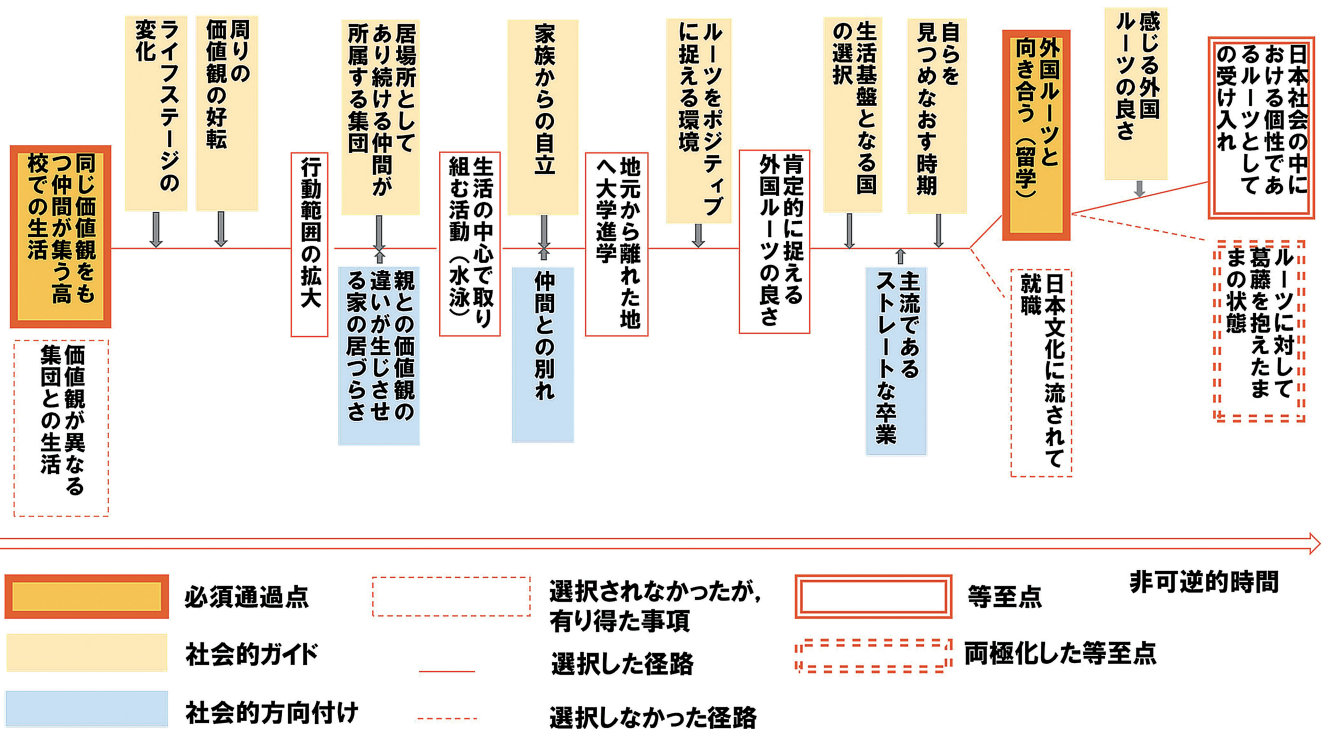 同じ価値観をも
つ仲間が集う高
校での生活
価値観が異なる
集団との生活
ライフステージの
変化
周りの
価値観の好転
行動範囲の拡大
居場所として
あり続ける仲間が
所属する集団
親との価値観の
違いが生じさせ
る家の居づらさ
生活の中心で取り
組む活動（水泳）
家族からの自立
仲間との別れ
地元から離れた地
へ大学進学
ルーツをポジティブ
に捉える環境
肯定的に捉える
外国ルーツの良さ
生活基盤となる国
の選択
主流である
ストレートな卒業
自らを
見つめなおす時期
外国ルーツと
向き合う（留学）
日本文化に流されて
就職
感じる外国
ルーツの良さ
日本社会の中に
おける個性であ
るルーツとして
の受け入れ
ルーツに対して
葛藤を抱えたま
まの状態
非可逆的時間
必須通過点
社会的ガイド
社会的方向付け
選択されなかったが，
有り得た事項
選択した径路
選択しなかった径路
等至点
両極化した等至点